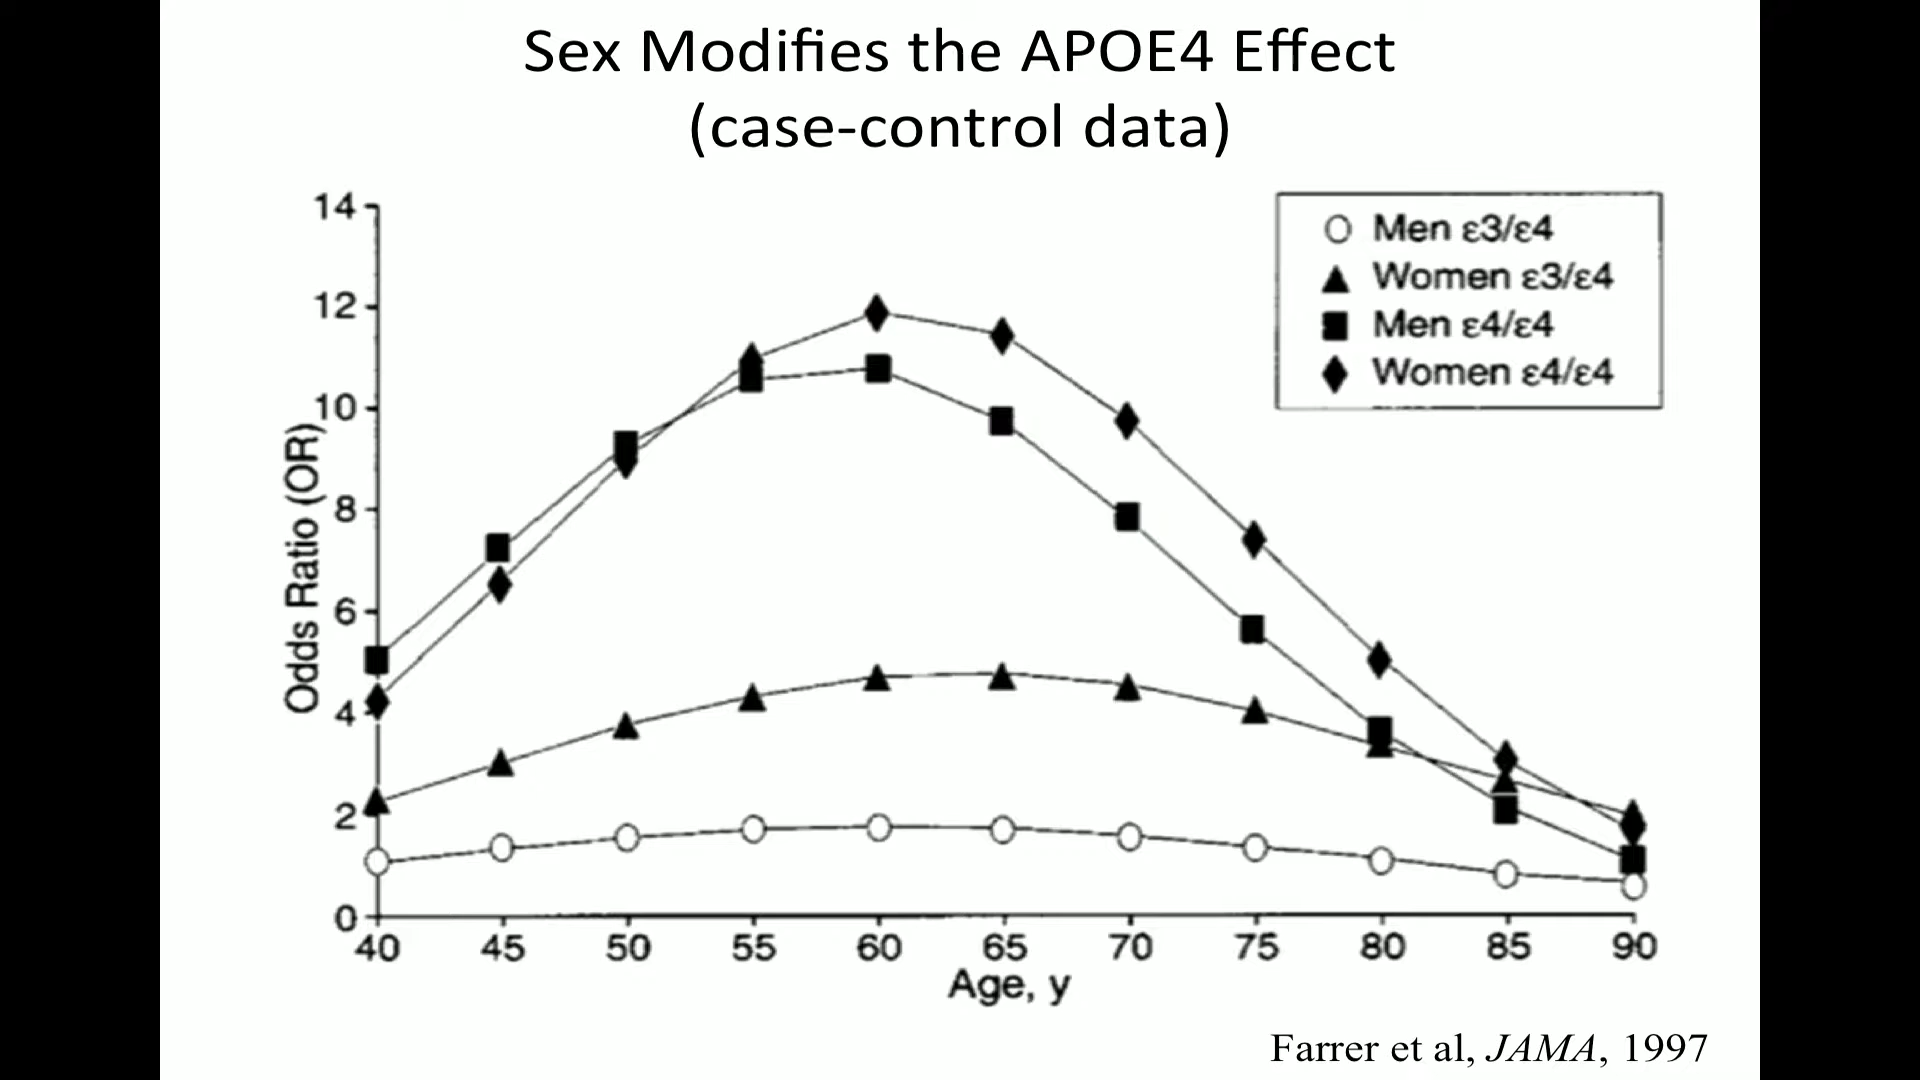 Sex Modifies the APOE4 Effect
(case-control data)
Men ε3/ε4
Women ε3/ε4
Men ε4/ε4
Women ε4/ε4
Odds Ratio (OR)
14
12
10
8
6
4
2
0
40 45 50 55 60 65 70 75 80 85 90
Age, y
Farrer et al, JAMA, 1997